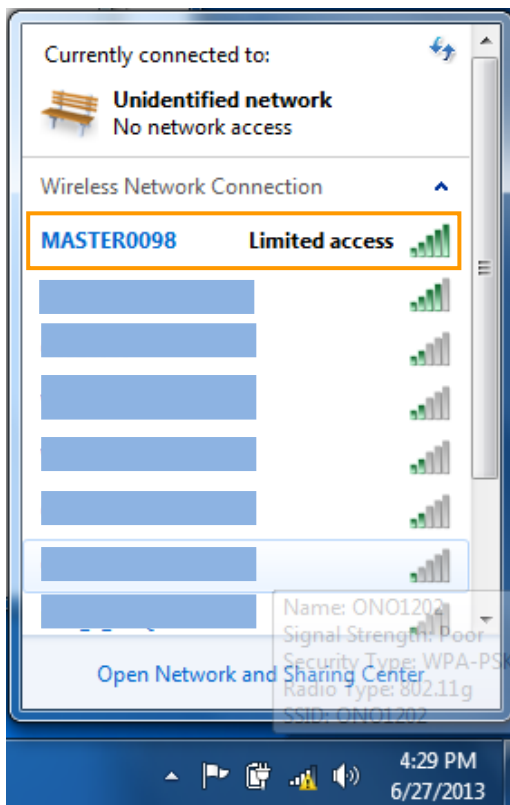 Currently connected to:
Unidentified network
No network access
Wireless Network Connection
MASTER0098 Limited access
Name: ONO1202
Signal Strength: Poor
Security Type: WPA-PSK
Radio Type: 802.11g
SSID: ONO1202
Open Network and Sharing Center
4:29 PM
6/27/2013